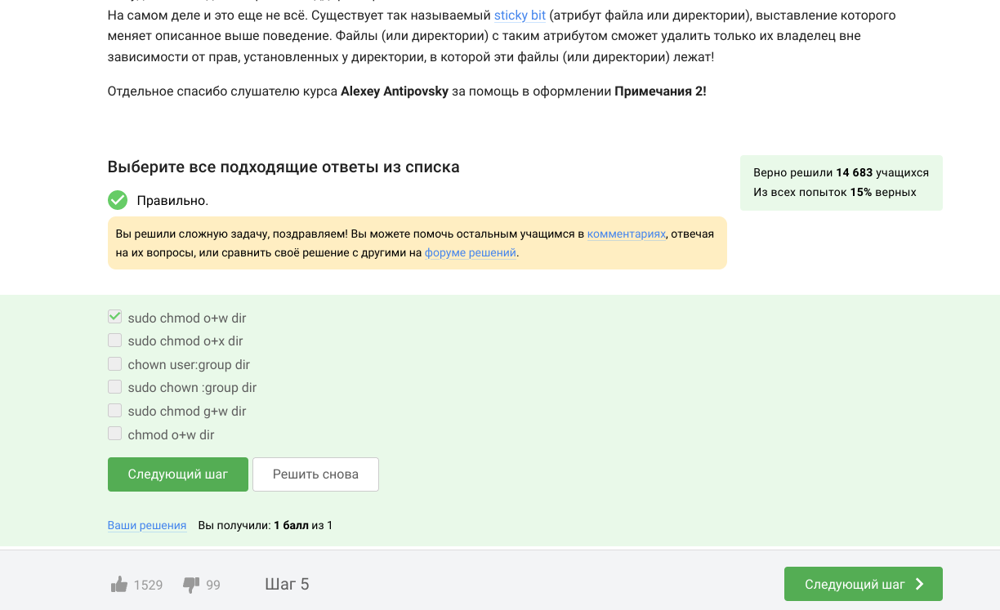 На самом деле и это еще не всё. Существует так называемый sticky bit (атрибут файла или директории), выставление которого
меняет описанное выше поведение. Файлы (или директории) с таким атрибутом сможет удалить только их владелец вне
зависимости от прав, установленных у директории, в которой эти файлы (или директории) лежат!
Отдельное спасибо слушателю курса Alexey Antipovsky за помощь в оформлении Примечания 2!
Выберите все подходящие ответы из списка
Верно решили 14 683 учащихся
Из всех попыток 15% верных
Правильно.
Вы решили сложную задачу, поздравляем! Вы можете помочь остальным учащимся в комментариях, отвечая
на их вопросы, или сравнить своё решение с другими на форуме решений.
sudo chmod o+w dir
sudo chmod o+x dir
chown user:group dir
sudo chown :group dir
sudo chmod g+w dir
chmod o+w dir
Следующий шаг
Решить снова
Ваши решения Вы получили: 1 балл из 1
1529 99 Шаг 5 Следующий шаг